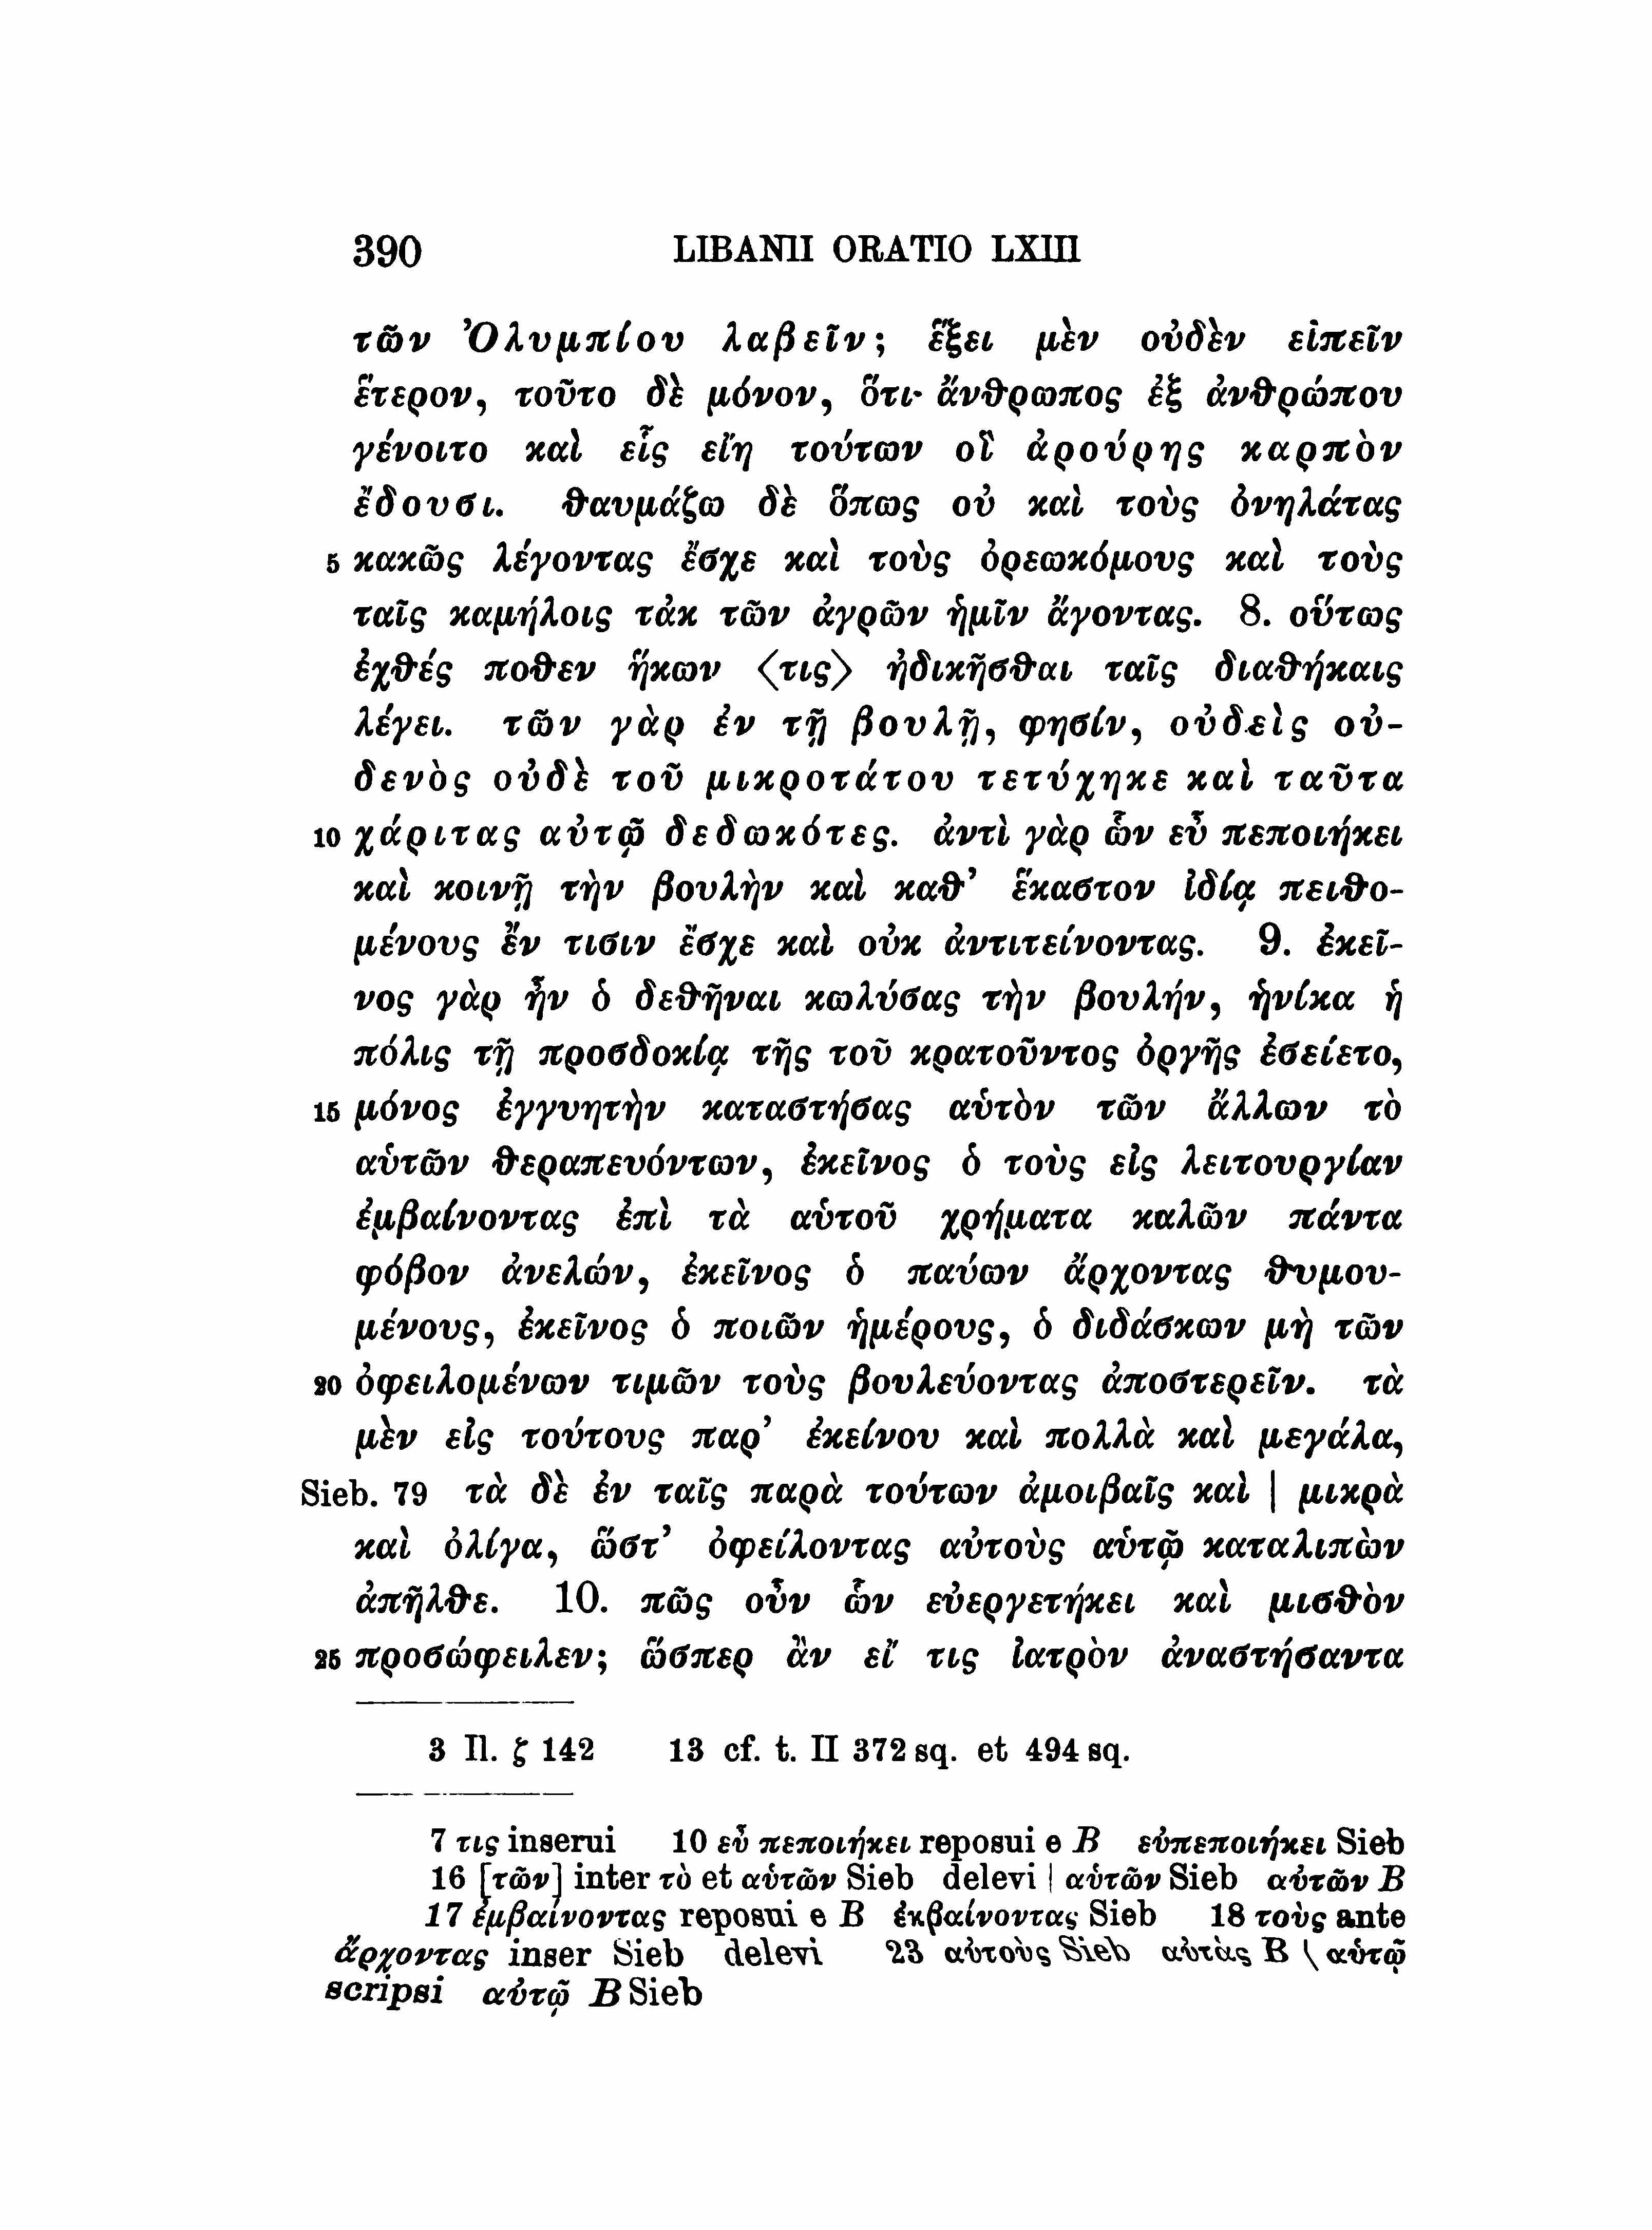 390 LIBANII ORATIO LXIII
τῶν Ὀλυμπίου λαβεῖν; ἕξει μὲν οὐδὲν εἰπεῖν
ἕτερον, τοῦτο δὲ μόνον, ὅτι ἄνθρωπος ἐξ ἀνθρώπου
γένοιτο καὶ εἷς εἴη τούτων οἳ ἀρούρης καρπὸν
ἔδουσι. θαυμάζω δὲ ὅπως οὐ καὶ τοὺς ὀνηλάτας
5 κακῶς λέγοντας ἔσχε καὶ τοὺς ὀρεωκόμους καὶ τοὺς
ταῖς καμήλοις τἀκ τῶν ἀγρῶν ἡμῖν ἄγοντας. 8. οὕτως
ἐχθές ποθεν ἥκων ⟨τις⟩ ἠδικῆσθαι ταῖς διαθήκαις
λέγει. τῶν γὰρ ἐν τῇ βουλῇ, φησίν, οὐδεὶς οὐ-
δενὸς οὐδὲ τοῦ μικροτάτου τετύχηκε καὶ ταῦτα
10 χάριτας αὐτῷ δεδωκότες. ἀντὶ γὰρ ὧν εὖ πεποιήκει
καὶ κοινῇ τὴν βουλὴν καὶ καθ’ ἕκαστον ἰδίᾳ πειθο-
μένους ἔν τισιν ἔσχε καὶ οὐκ ἀντιτείνοντας. 9. ἐκεῖ-
νος γὰρ ἦν ὁ δεθῆναι κωλύσας τὴν βουλήν, ἡνίκα ἡ
πόλις τῇ προσδοκίᾳ τῆς τοῦ κρατοῦντος ὀργῆς ἐσείετο,
15 μόνος ἐγγυητὴν καταστήσας αὑτὸν τῶν ἄλλων τὸ
αὑτῶν θεραπευόντων, ἐκεῖνος ὁ τοὺς εἰς λειτουργίαν
ἐμβαίνοντας ἐπὶ τὰ αὑτοῦ χρήματα καλῶν πάντα
φόβον ἀνελών, ἐκεῖνος ὁ παύων ἄρχοντας θυμου-
μένους, ἐκεῖνος ὁ ποιῶν ἡμέρους, ὁ διδάσκων μὴ τῶν
20 ὀφειλομένων τιμῶν τοὺς βουλεύοντας ἀποστερεῖν. τὰ
μὲν εἰς τούτους παρ’ ἐκείνου καὶ πολλὰ καὶ μεγάλα,
Sieb. 79 τὰ δὲ ἐν ταῖς παρὰ τούτων ἀμοιβαῖς καὶ | μικρὰ
καὶ ὀλίγα, ὥστ’ ὀφείλοντας αὐτοὺς αὑτῷ καταλιπὼν
ἀπῆλθε. 10. πῶς οὖν ὧν εὐεργετήκει καὶ μισθὸν
25 προσώφειλεν; ὥσπερ ἂν εἴ τις ἰατρὸν ἀναστήσαντα
3 Il. ζ 142 13 cf. t. II 372 sq. et 494 sq.
7 τις inserui 10 εὖ πεποιήκει reposui e B εὐπεποιήκει Sieb
16 [τῶν] inter τὸ et αὑτῶν Sieb delevi | αὑτῶν Sieb αὐτῶν B
17 ἐμβαίνοντας reposui e B ἐκβαίνοντας Sieb 18 τοὺς ante
ἄρχοντας inser Sieb delevi 23 αὐτοὺς Sieb αὐτὰς B | αὑτῷ
scripsi αὐτῷ B Sieb